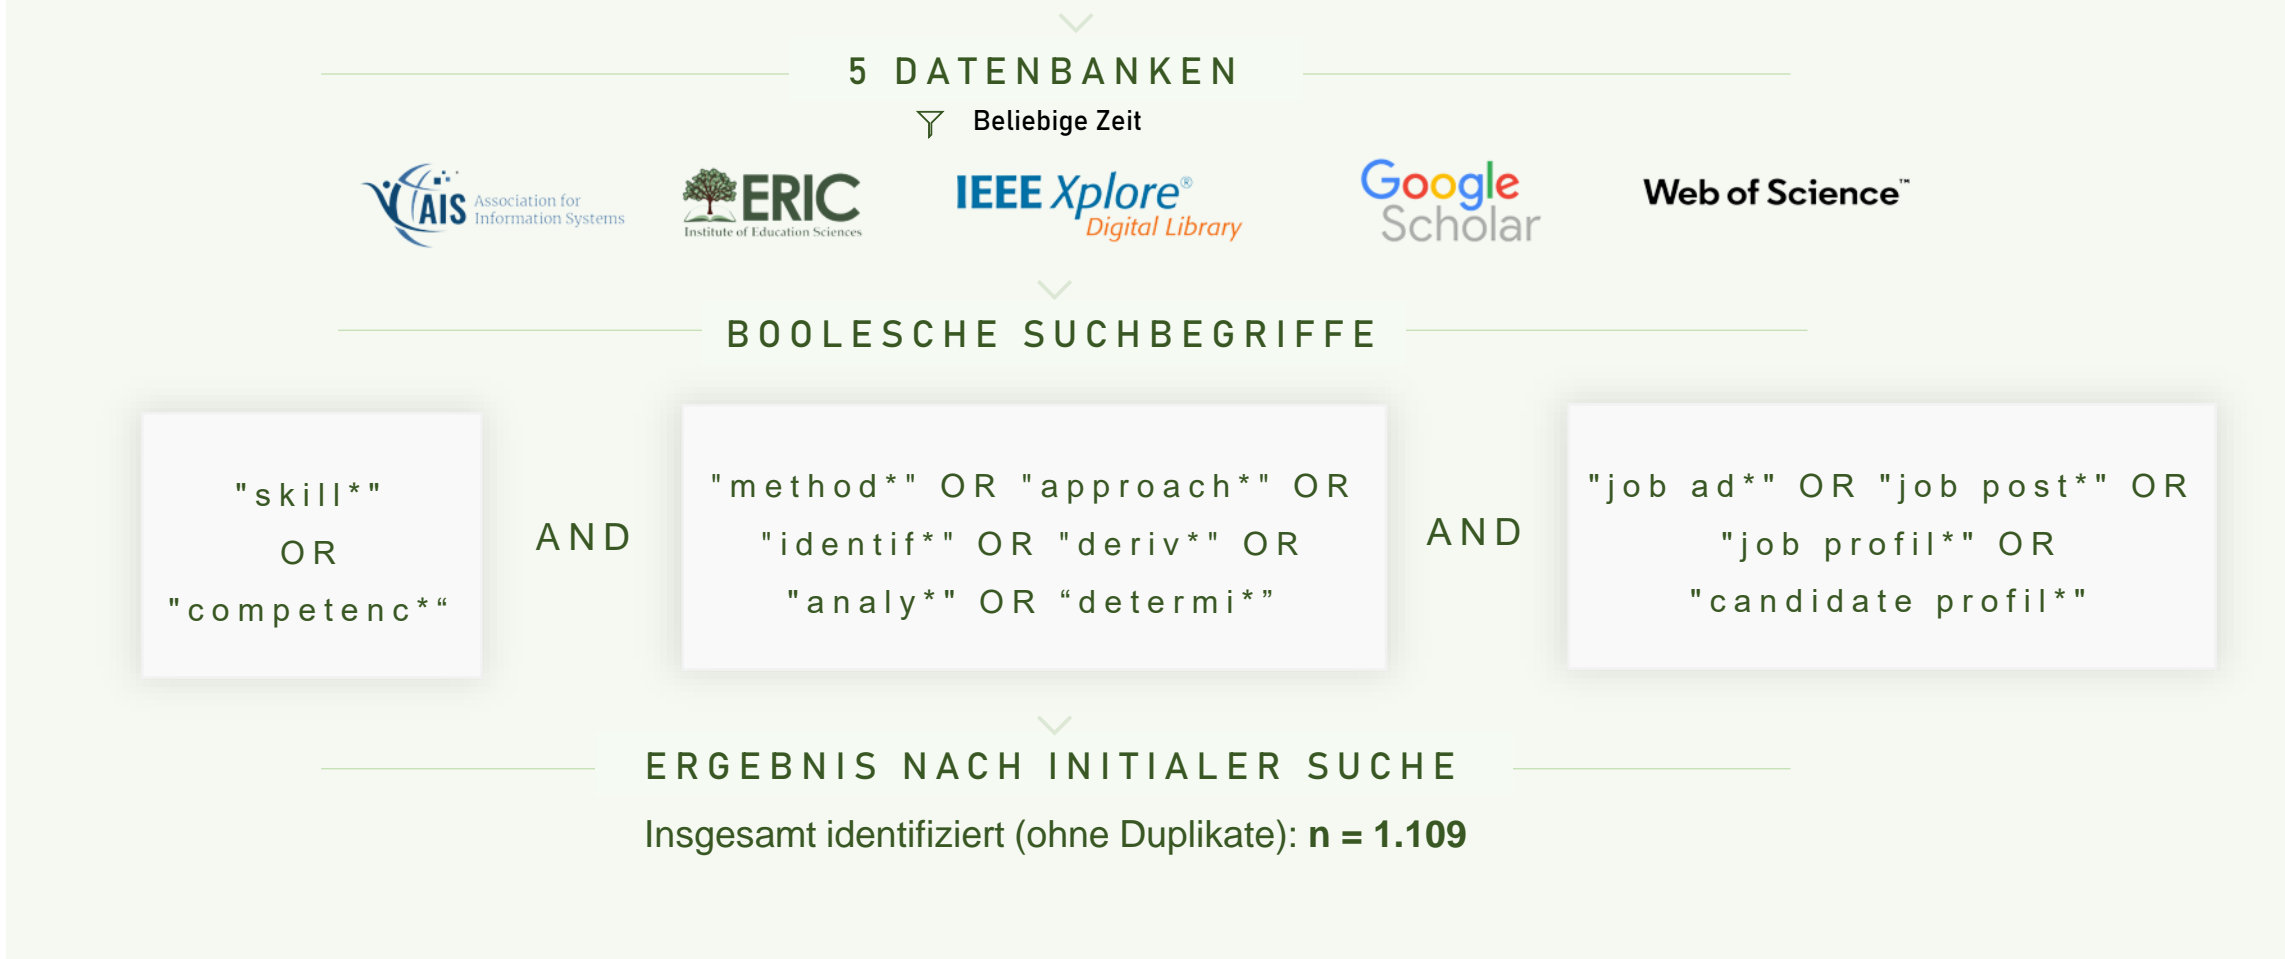 5 DATENBANKEN
Beliebige Zeit
AIS Association for
Information Systems
ERIC
Institute of Education Sciences
IEEE Xplore®
Digital Library
Google
Scholar
Web of Science™
BOOLESCHE SUCHBEGRIFFE
"skill*"
OR
"competenc*“
AND
"method*" OR "approach*" OR
"identif*" OR "deriv*" OR
"analy*" OR “determi*”
AND
"job ad*" OR "job post*" OR
"job profil*" OR
"candidate profil*"
ERGEBNIS NACH INITIALER SUCHE
Insgesamt identifiziert (ohne Duplikate): n = 1.109